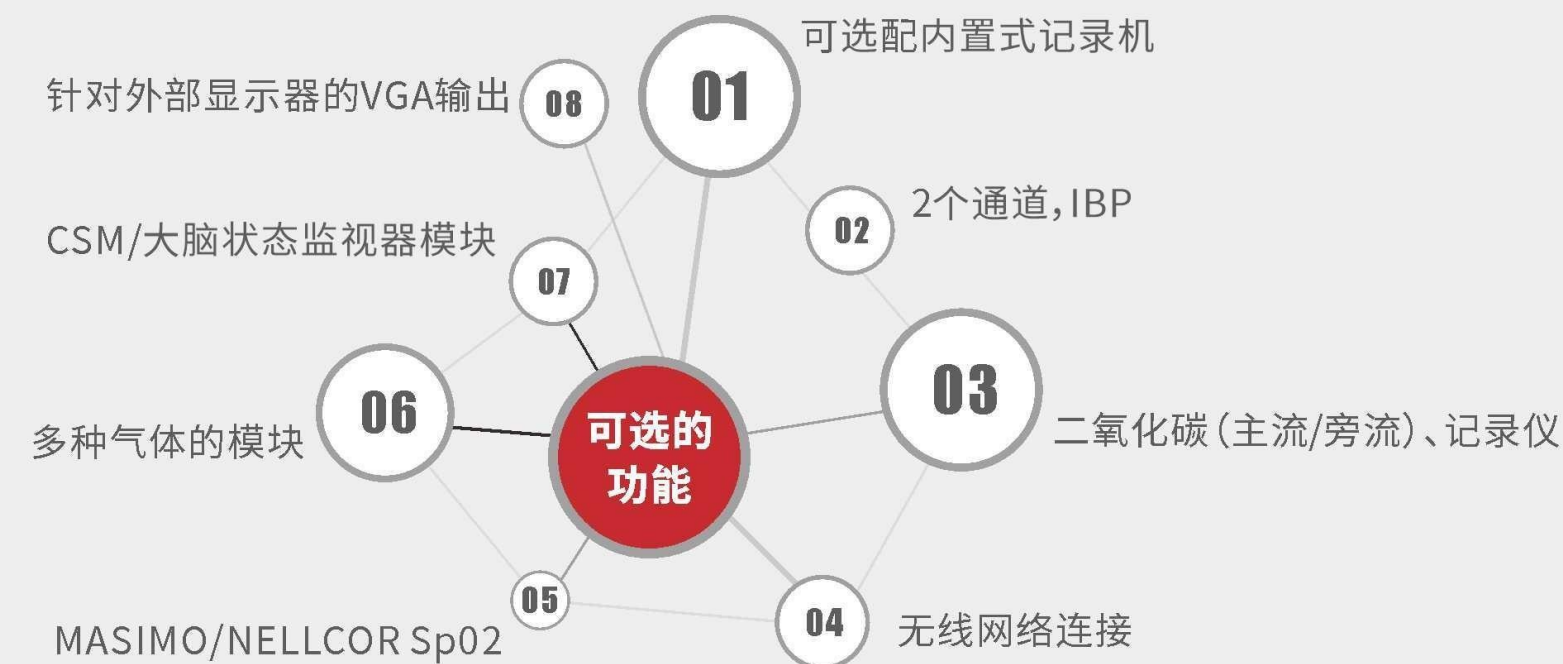 01
可选配内置式记录机
02
2个通道,IBP
03
二氧化碳(主流/旁流)、记录仪
04
无线网络连接
05
MASIMO/NELLCOR Sp02
06
多种气体的模块
07
CSM/大脑状态监视器模块
08
针对外部显示器的VGA输出
可选的
功能